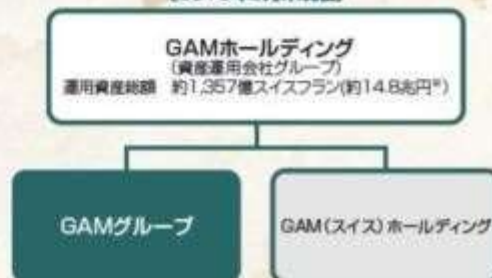 GAMホールディング
(資産運用会社グループ)
運用資産総額 約1,357億スイスフラン(約14.8兆円*)
GAMグループ
GAM(スイス)ホールディング